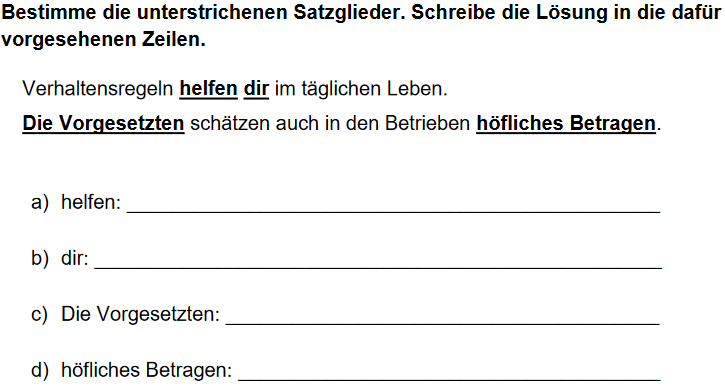 Bestimme die unterstrichenen Satzglieder. Schreibe die Lösung in die dafür
vorgesehenen Zeilen.
Verhaltensregeln helfen dir im täglichen Leben.
Die Vorgesetzten schätzen auch in den Betrieben höfliches Betragen.
a) helfen:
b) dir:
c) Die Vorgesetzten:
d) höfliches Betragen: